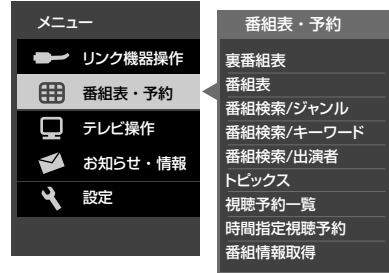 メニュー
リンク機器操作
番組表・予約
テレビ操作
お知らせ・情報
設定
番組表・予約
裏番組表
番組表
番組検索/ジャンル
番組検索/キーワード
番組検索/出演者
トピックス
視聴予約一覧
時間指定視聴予約
番組情報取得